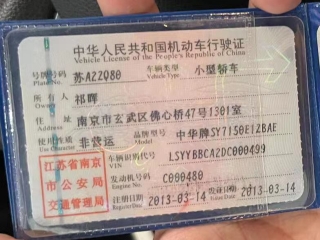 中华人民共和国机动车行驶证
Vehicle License of the People's Republic of China
号牌号码 苏A2Z080 车辆类型 小型轿车
Plate No. Vehicle Type
所有人 祁晖
Owner
住址 南京市玄武区佛心桥47号1301室
Address
使用性质 非营运 品牌型号 中华牌SY7150E1ZBAE
江苏省南京
市公安局
交通管理局
车辆识别代号 LSYYBBCA2DC000499
VIN
发动机号码 C000480
Engine No.
注册日期 2013-03-14 发证日期 2013-03-14
Register Date Issue Date